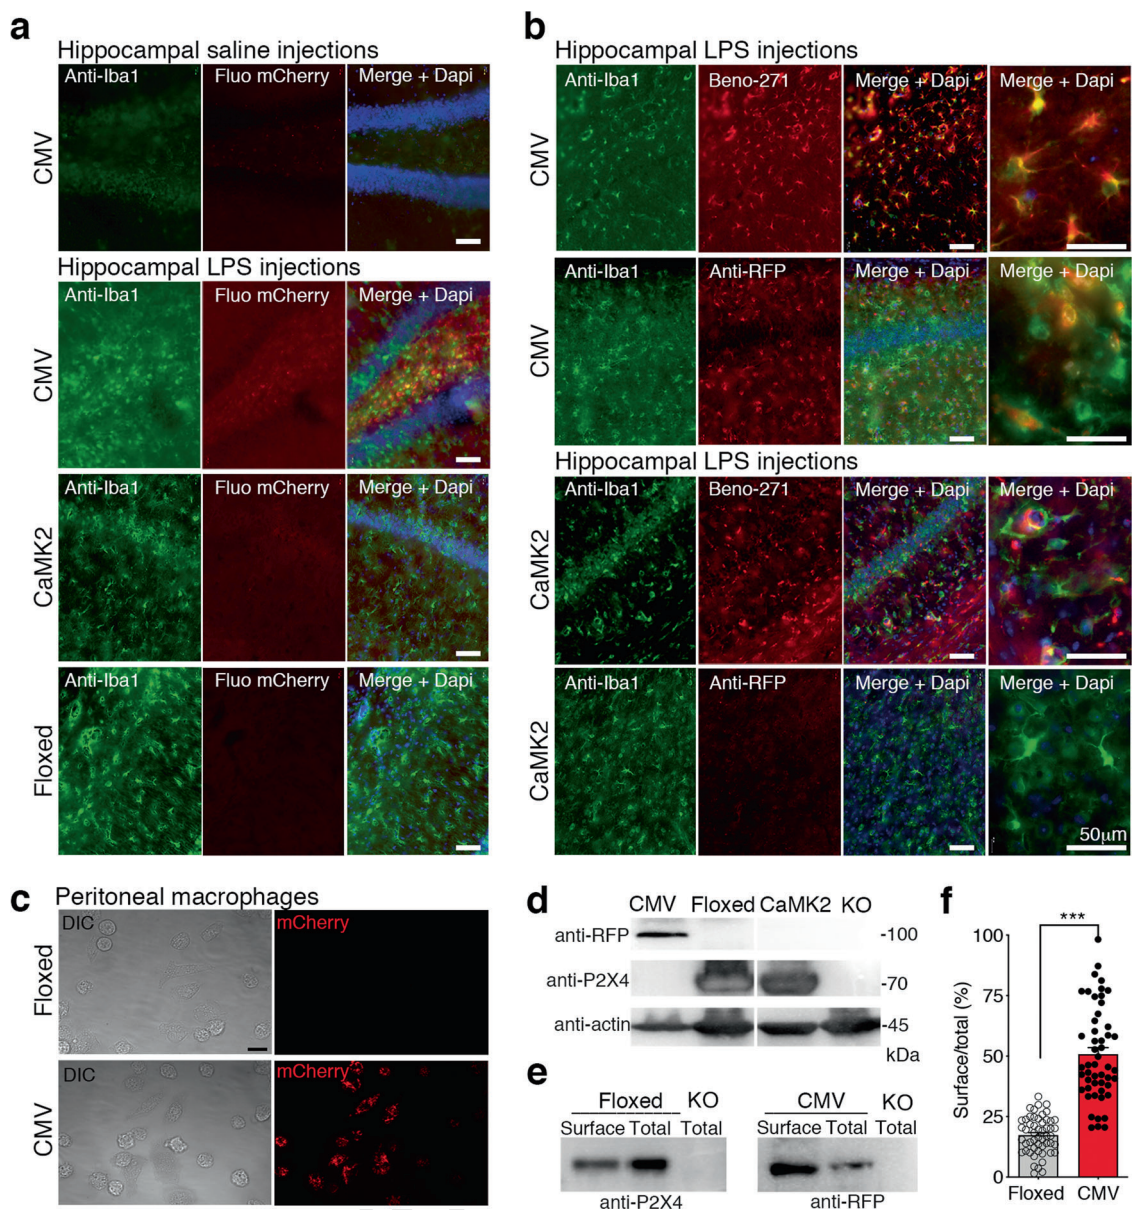 a
Hippocampal saline injections
Anti-Iba1 Fluo mCherry Merge + Dapi
CMV
Hippocampal LPS injections
Anti-Iba1 Fluo mCherry Merge + Dapi
CMV
Anti-Iba1 Fluo mCherry Merge + Dapi
CaMK2
Anti-Iba1 Fluo mCherry Merge + Dapi
Floxed
b
Hippocampal LPS injections
Anti-Iba1 Beno-271 Merge + Dapi Merge + Dapi
CMV
Anti-Iba1 Anti-RFP Merge + Dapi Merge + Dapi
CMV
Hippocampal LPS injections
Anti-Iba1 Beno-271 Merge + Dapi Merge + Dapi
CaMK2
Anti-Iba1 Anti-RFP Merge + Dapi Merge + Dapi
CaMK2
50µm
c
Peritoneal macrophages
DIC mCherry
Floxed
DIC mCherry
CMV
d
CMV Floxed CaMK2 KO
anti-RFP -100
anti-P2X4 -70
anti-actin -45
kDa
e
Floxed KO
Surface Total Total
anti-P2X4
CMV KO
Surface Total Total
anti-RFP
f
***
100
75
50
25
0
Surface/total (%)
Floxed CMV